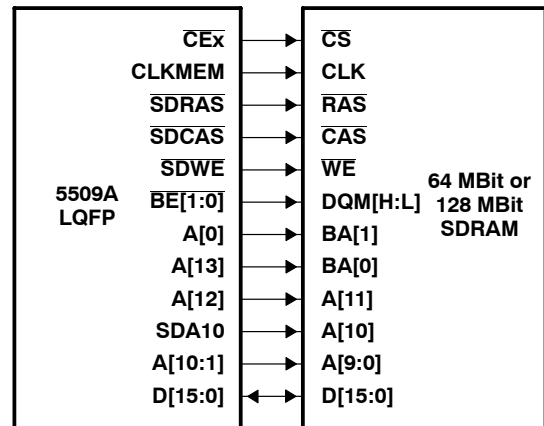 CEx CS
CLKMEM CLK
SDRAS RAS
SDCAS CAS
SDWE WE
BE[1:0] DQM[H:L]
A[0] BA[1]
A[13] BA[0]
A[12] A[11]
SDA10 A[10]
A[10:1] A[9:0]
D[15:0] D[15:0]
5509A
LQFP
64 MBit or
128 MBit
SDRAM